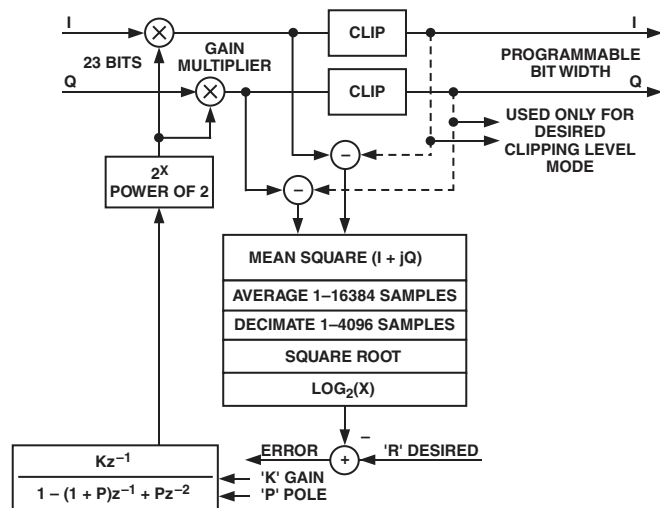 I
CLIP
I
23 BITS
GAIN
MULTIPLIER
PROGRAMMABLE
BIT WIDTH
Q
CLIP
Q
USED ONLY FOR
DESIRED
CLIPPING LEVEL
MODE
2^X
POWER OF 2
–
–
MEAN SQUARE (I + jQ)
AVERAGE 1–16384 SAMPLES
DECIMATE 1–4096 SAMPLES
SQUARE ROOT
LOG₂(X)
–
+
ERROR
'R' DESIRED
Kz⁻¹
1 – (1 + P)z⁻¹ + Pz⁻²
'K' GAIN
'P' POLE